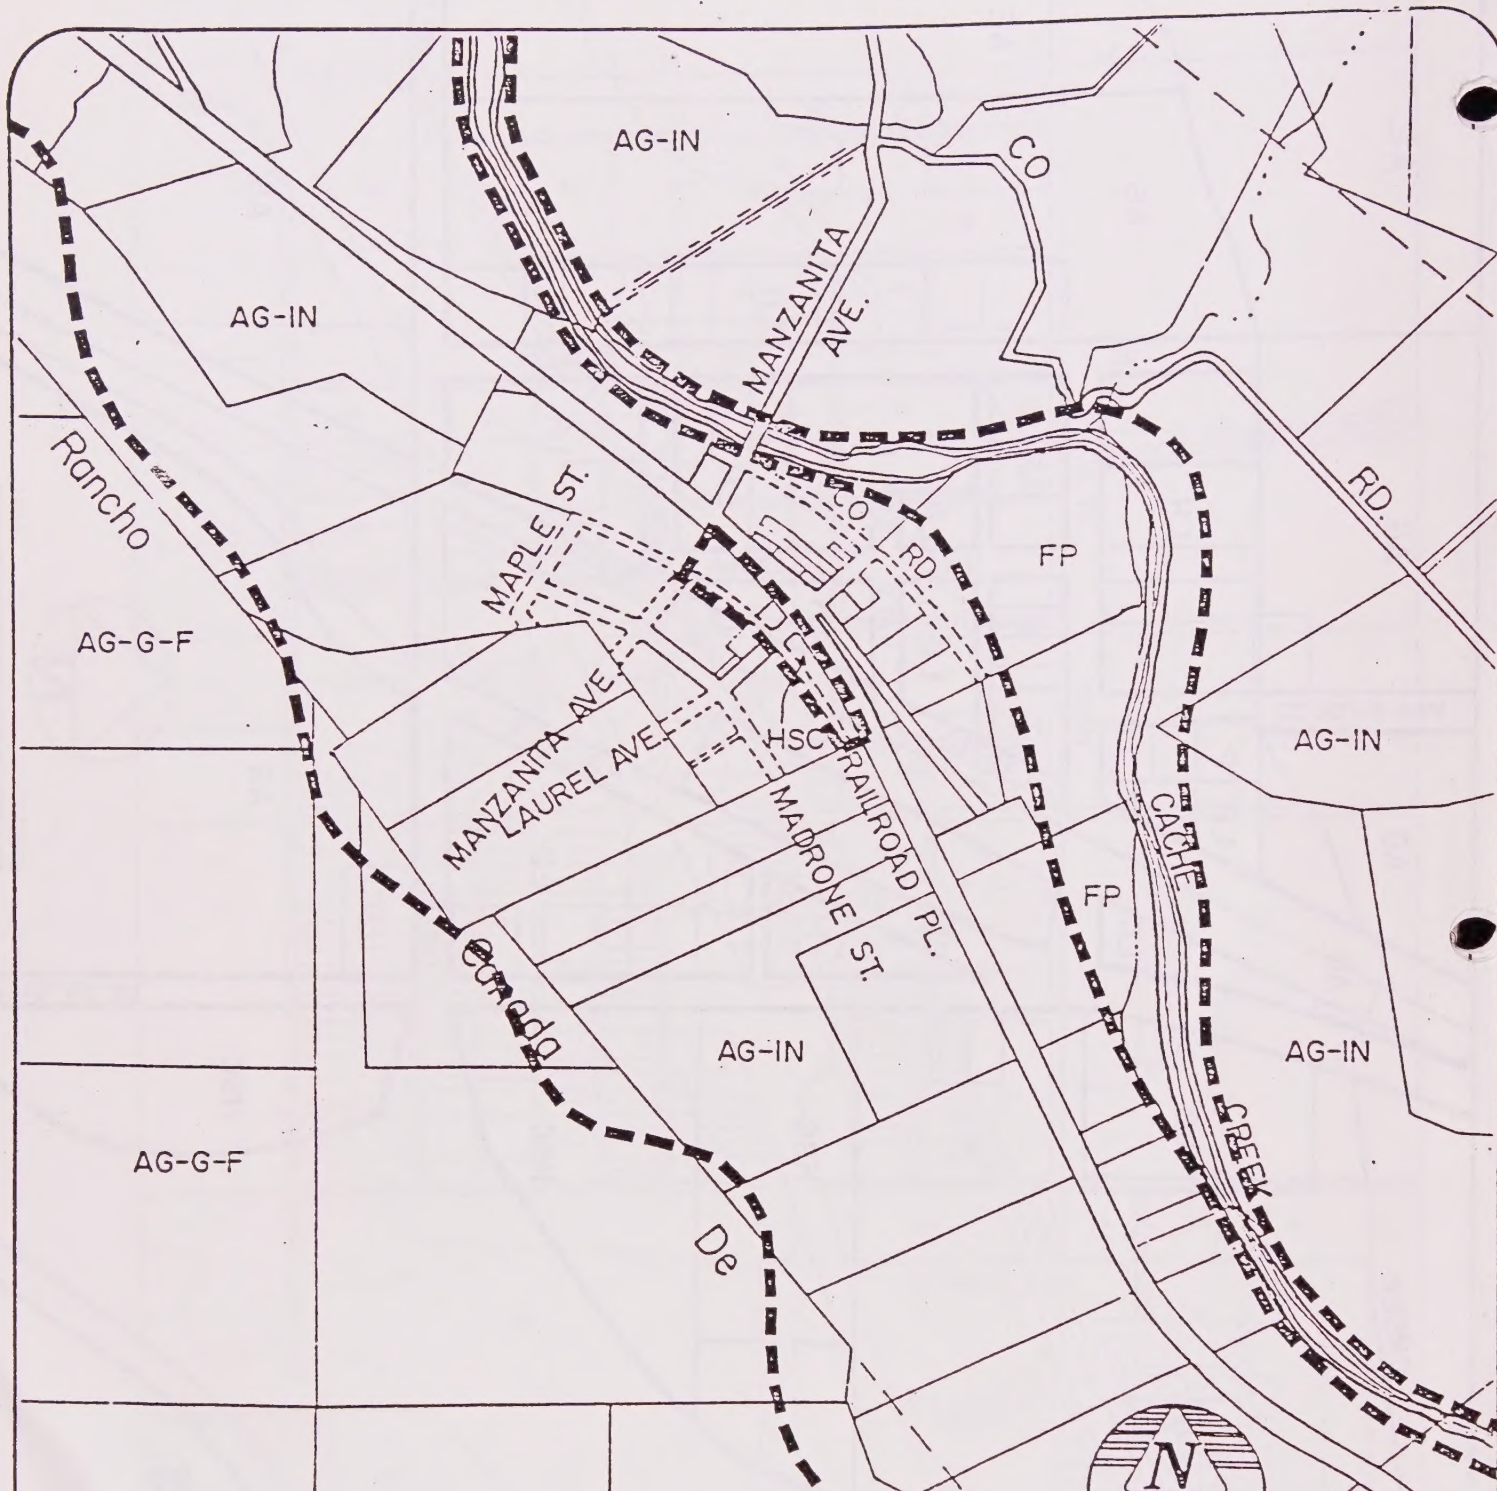 AG-IN
CO
AG-IN
MANZANITA
AVE.
Rancho
MAPLE ST.
CO
RD.
RD.
FP
AG-G-F
MANZANITA AVE.
LAUREL AVE.
HSC
RAILROAD PL.
MADRONE ST.
AG-IN
CACHE
CREEK
FP
Canada
AG-IN
AG-IN
AG-G-F
De
N